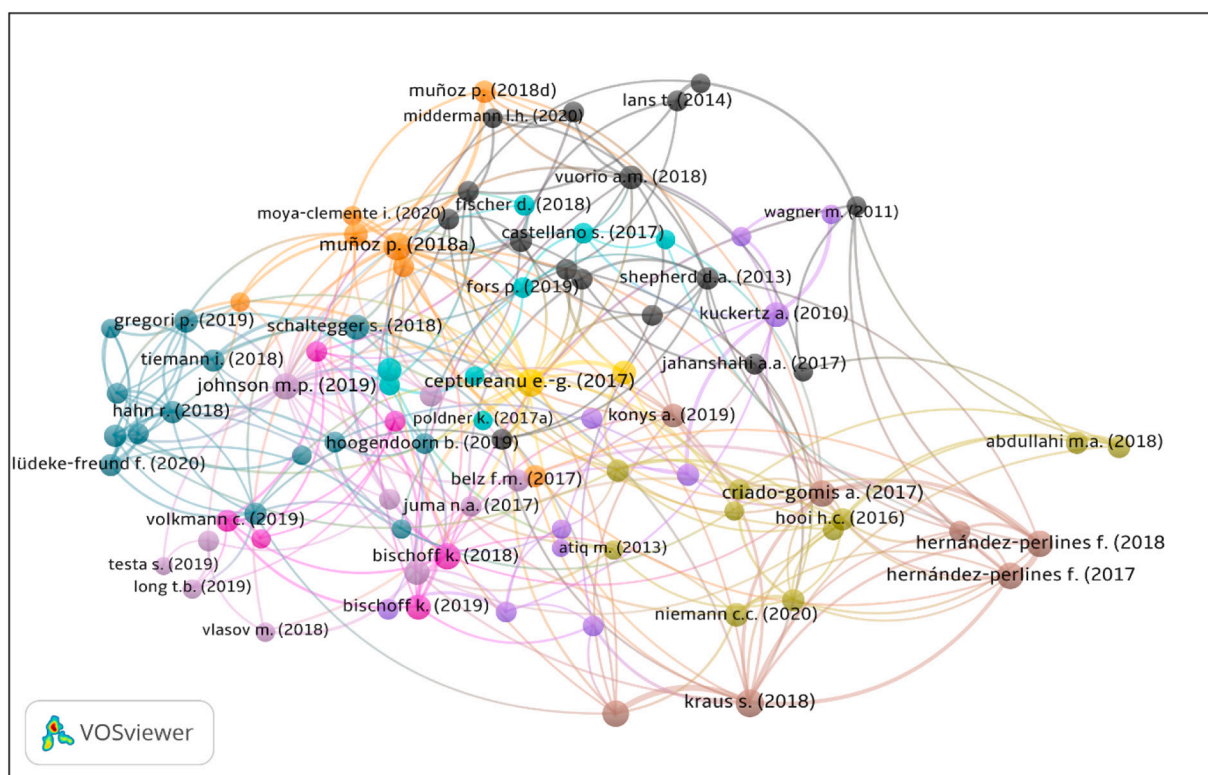 muñoz p. (2018d)
lans t. (2014)
middermann l.h. (2020)
vuorio a.m. (2018)
fischer d. (2018)
moya-clemente i. (2020)
wagner m. (2011)
castellano s. (2017)
muñoz p. (2018a)
shepherd d.a. (2013)
fors p. (2019)
kuckertz a. (2010)
gregori p. (2019)
schaltegger s. (2018)
tiemann i. (2018)
jahanshahi a.a. (2017)
johnson m.p. (2019)
ceptureanu e.-g. (2017)
hahn r. (2018)
poldner k. (2017a)
konys a. (2019)
hoogendoorn b. (2019)
abdullahi m.a. (2018)
lüdeke-freund f. (2020)
belz f.m. (2017)
criado-gomis a. (2017)
juma n.a. (2017)
volkmann c. (2019)
hooi h.c. (2016)
hernández-perlines f. (2018
bischoff k. (2018)
atiq m. (2013)
testa s. (2019)
hernández-perlines f. (2017
long t.b. (2019)
bischoff k. (2019)
niemann c.c. (2020)
vlasov m. (2018)
kraus s. (2018)
VOSviewer